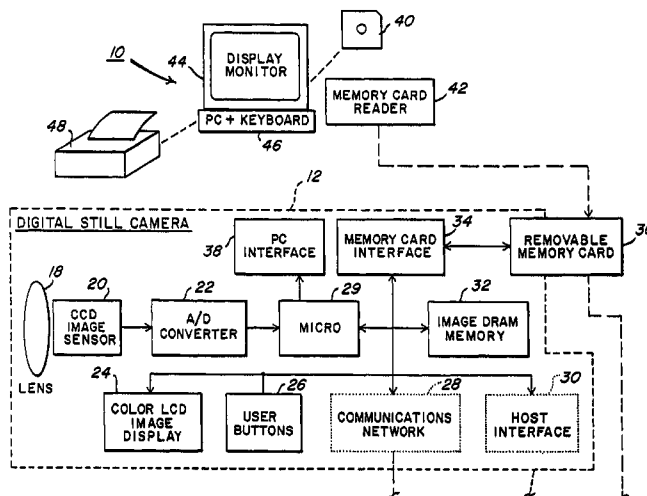 10
44
DISPLAY
MONITOR
40
MEMORY CARD
READER
42
48
PC + KEYBOARD
46
12
DIGITAL STILL CAMERA
38
PC
INTERFACE
MEMORY CARD
INTERFACE
34
REMOVABLE
MEMORY CARD
18
20
CCD
IMAGE
SENSOR
22
A/D
CONVERTER
29
MICRO
32
IMAGE DRAM
MEMORY
LENS
24
COLOR LCD
IMAGE
DISPLAY
26
USER
BUTTONS
28
COMMUNICATIONS
NETWORK
30
HOST
INTERFACE